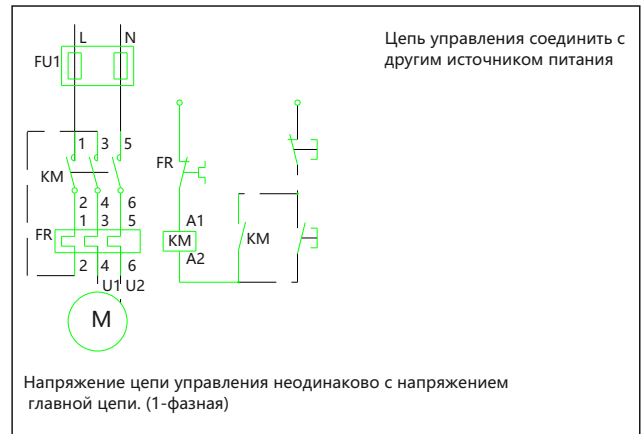 L N
Цепь управления соединить с
другим источником питания
FU1
1 3 5
FR
KM
2 4 6
1 3 5
A1
FR
KM
KM
A2
2 4 6
U1 U2
M
Напряжение цепи управления неодинаково с напряжением
главной цепи. (1-фазная)